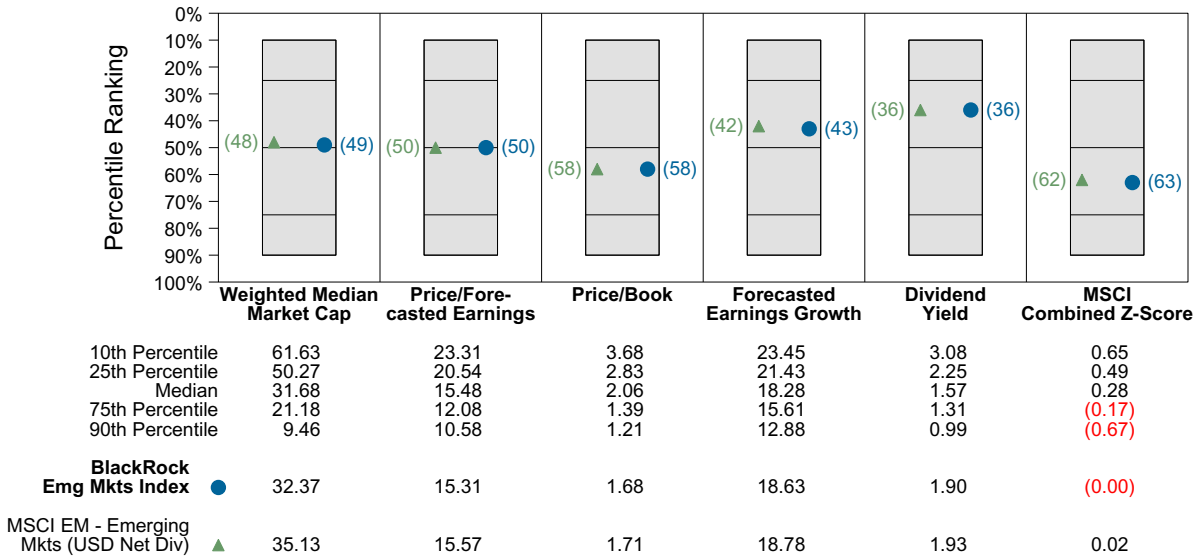 Percentile Ranking
0%
10%
20%
30%
40%
50%
60%
70%
80%
90%
100%
(48) (49)
(50) (50)
(58) (58)
(42) (43)
(36) (36)
(62) (63)
Weighted Median Price/Fore- Price/Book Forecasted Dividend MSCI
Market Cap casted Earnings Earnings Growth Yield Combined Z-Score
10th Percentile 61.63 23.31 3.68 23.45 3.08 0.65
25th Percentile 50.27 20.54 2.83 21.43 2.25 0.49
Median 31.68 15.48 2.06 18.28 1.57 0.28
75th Percentile 21.18 12.08 1.39 15.61 1.31 (0.17)
90th Percentile 9.46 10.58 1.21 12.88 0.99 (0.67)
BlackRock
Emg Mkts Index 32.37 15.31 1.68 18.63 1.90 (0.00)
MSCI EM - Emerging
Mkts (USD Net Div) 35.13 15.57 1.71 18.78 1.93 0.02